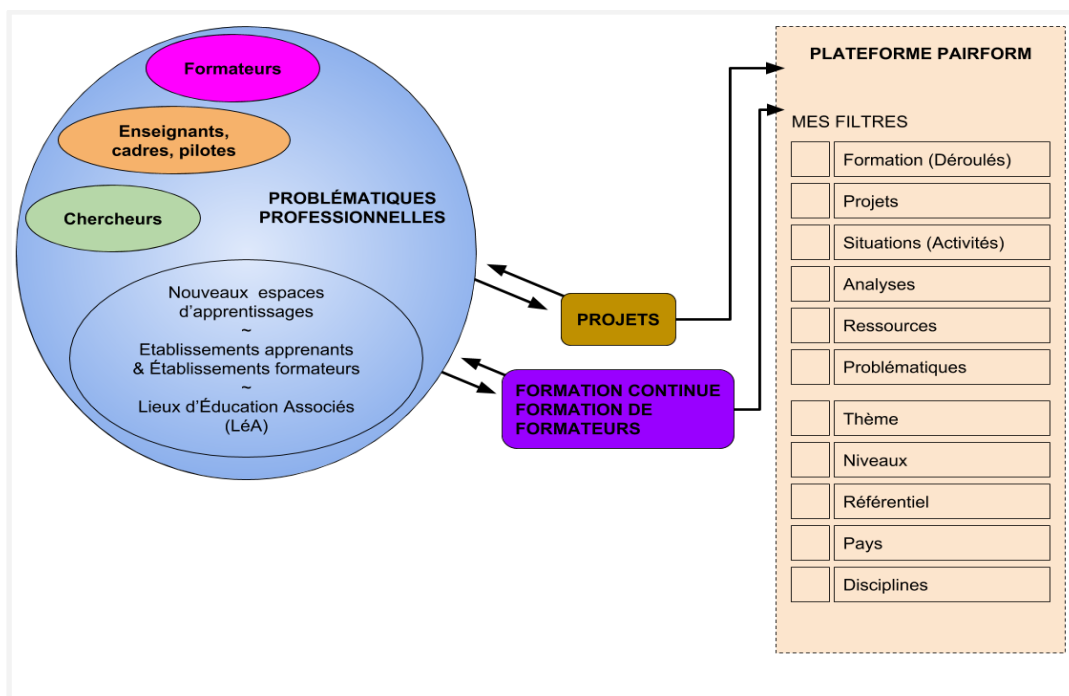 Formateurs
Enseignants,
cadres, pilotes
Chercheurs
PROBLÉMATIQUES
PROFESSIONNELLES
Nouveaux espaces
d’apprentissages
~
Etablissements apprenants
& Établissements formateurs
~
Lieux d’Éducation Associés
(LéA)
PROJETS
FORMATION CONTINUE
FORMATION DE
FORMATEURS
PLATEFORME PAIRFORM
MES FILTRES
Formation (Déroulés)
Projets
Situations (Activités)
Analyses
Ressources
Problématiques
Thème
Niveaux
Référentiel
Pays
Disciplines